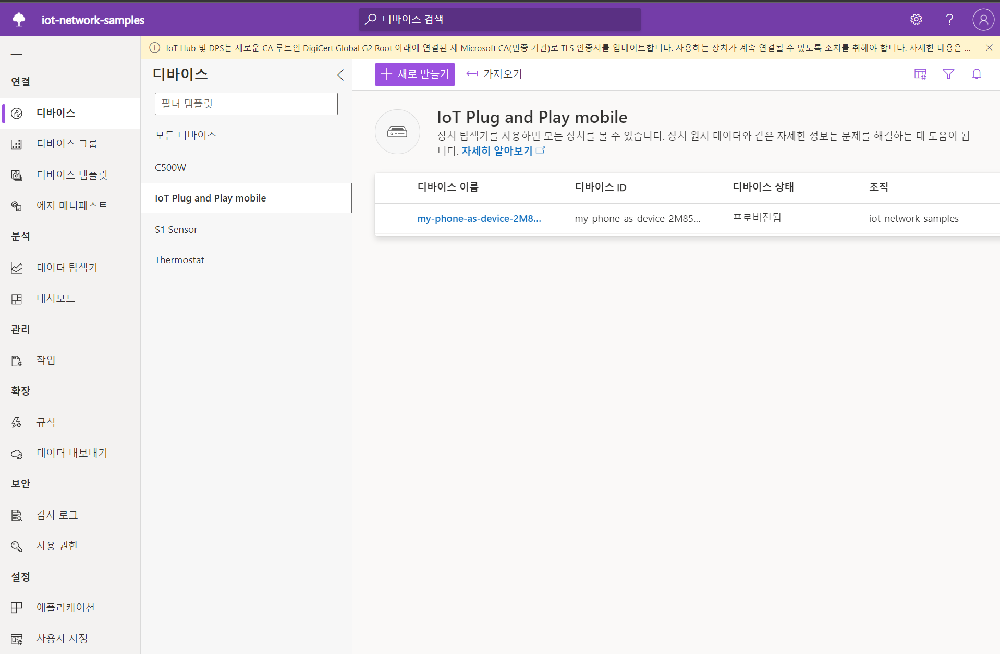 iot-network-samples
디바이스 검색
IoT Hub 및 DPS는 새로운 CA 루트인 DigiCert Global G2 Root 아래에 연결된 새 Microsoft CA(인증 기관)로 TLS 인증서를 업데이트합니다. 사용하는 장치가 계속 연결될 수 있도록 조치를 취해야 합니다. 자세한 내용은 ...
연결
디바이스
디바이스 그룹
디바이스 템플릿
에지 매니페스트
분석
데이터 탐색기
대시보드
관리
작업
확장
규칙
데이터 내보내기
보안
감사 로그
사용 권한
설정
애플리케이션
사용자 지정
디바이스
필터 템플릿
모든 디바이스
C500W
IoT Plug and Play mobile
S1 Sensor
Thermostat
새로 만들기
가져오기
IoT Plug and Play mobile
장치 탐색기를 사용하면 모든 장치를 볼 수 있습니다. 장치 원시 데이터와 같은 자세한 정보는 문제를 해결하는 데 도움이 됩
니다. 자세히 알아보기
디바이스 이름 디바이스 ID 디바이스 상태 조직
my-phone-as-device-2M8... my-phone-as-device-2M85... 프로비전됨 iot-network-samples